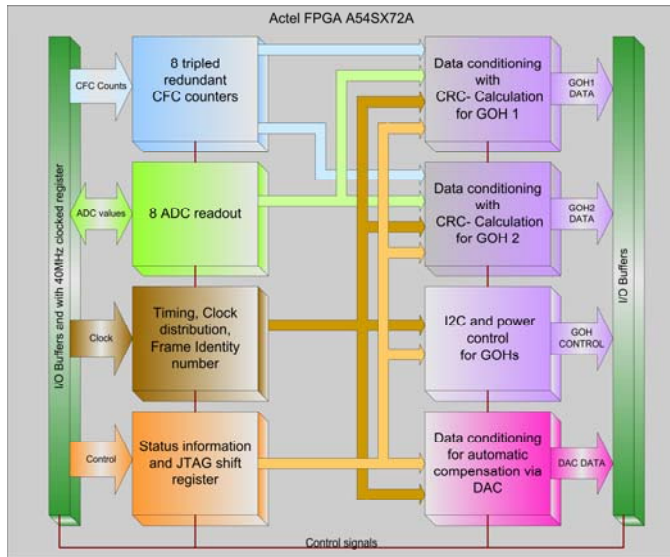 Actel FPGA A54SX72A
I/O Buffers and with 40MHz clocked register
CFC Counts
8 tripled
redundant
CFC counters
Data conditioning
with
CRC- Calculation
for GOH 1
GOH1
DATA
ADC values
8 ADC readout
Data conditioning
with
CRC- Calculation
for GOH 2
GOH2
DATA
I/O Buffers
Clock
Timing, Clock
distribution,
Frame Identity
number
I2C and power
control
for GOHs
GOH
CONTROL
Control
Status information
and JTAG shift
register
Data conditioning
for automatic
compensation via
DAC
DAC DATA
Control signals